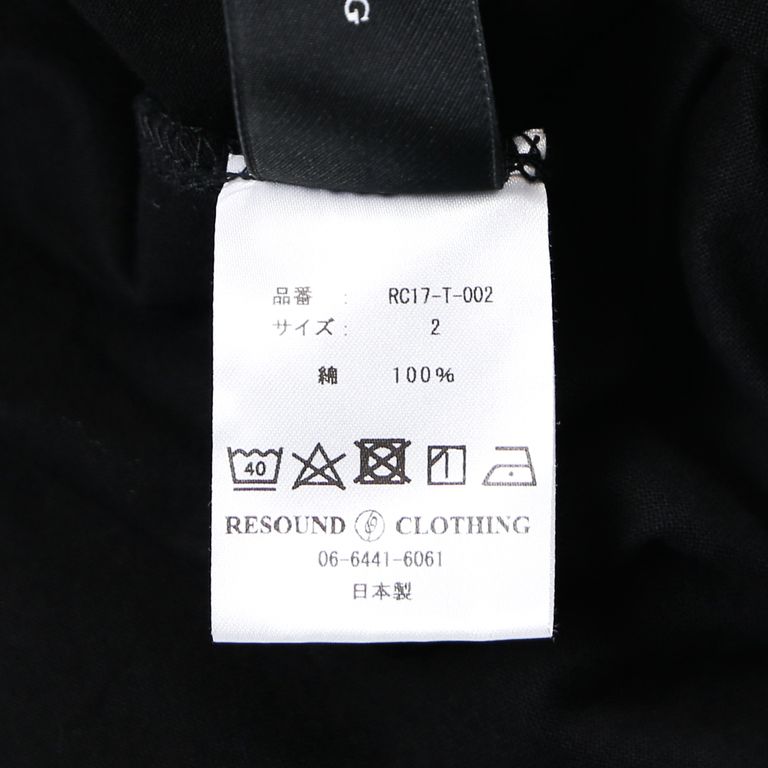 G
品番 : RC17-T-002
サイズ : 2
綿 100%
40
RESOUND CLOTHING
06-6441-6061
日本製